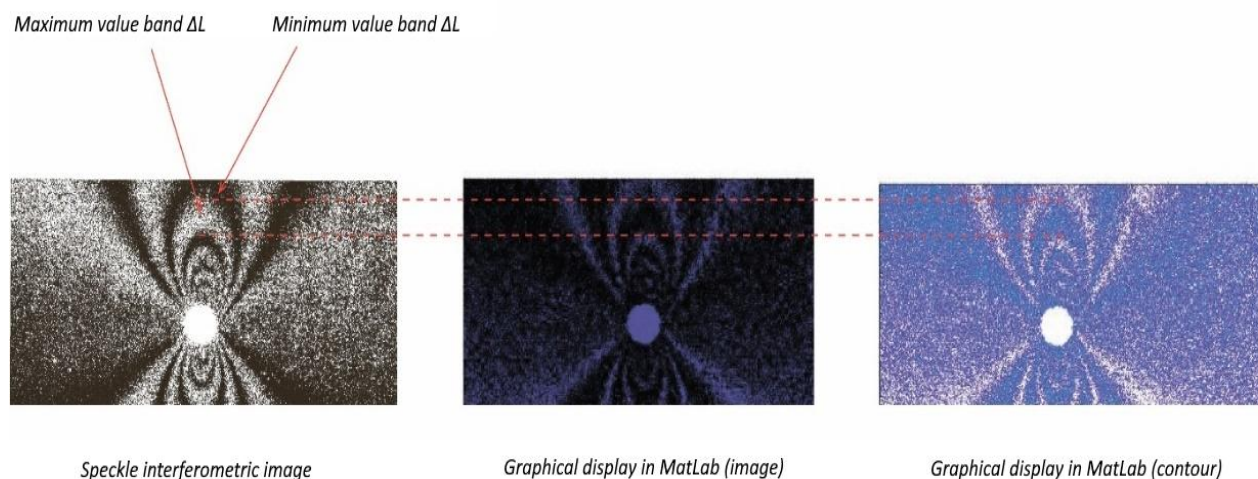 Maximum value band ΔL
Minimum value band ΔL
Speckle interferometric image
Graphical display in MatLab (image)
Graphical display in MatLab (contour)